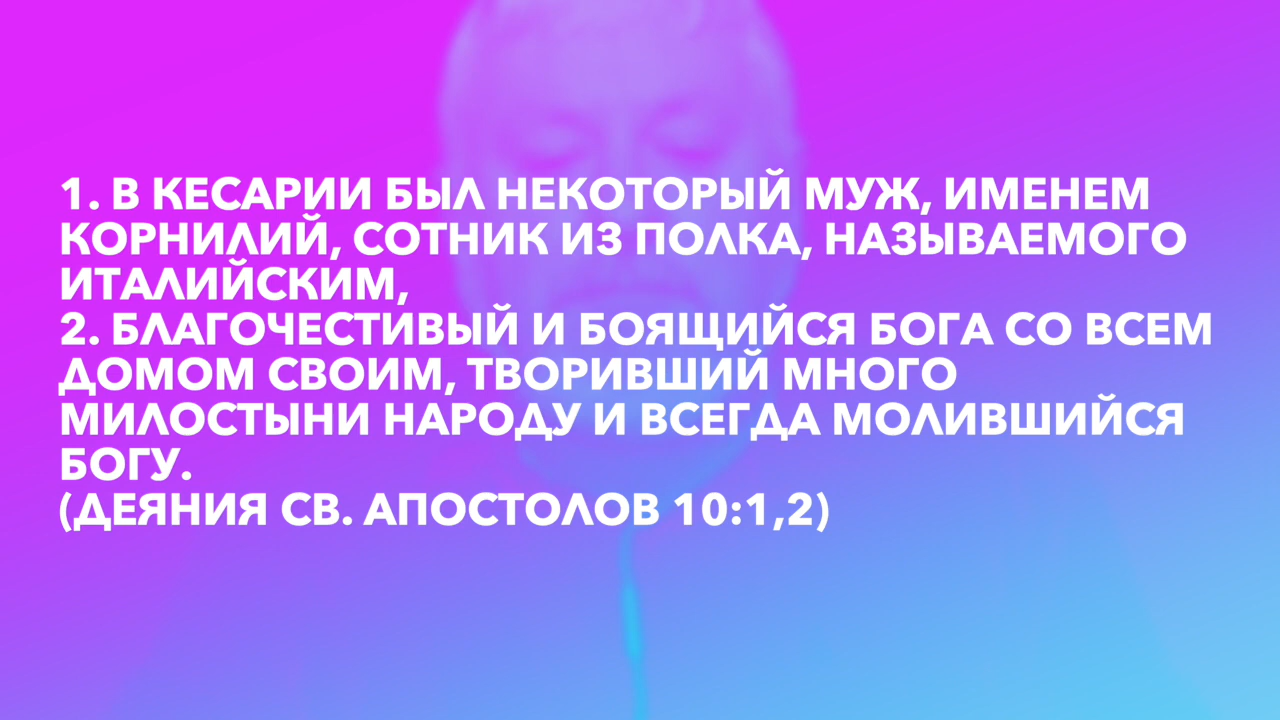 1. В КЕСАРИИ БЫЛ НЕКОТОРЫЙ МУЖ, ИМЕНЕМ
КОРНИЛИЙ, СОТНИК ИЗ ПОЛКА, НАЗЫВАЕМОГО
ИТАЛИЙСКИМ,
2. БЛАГОЧЕСТИВЫЙ И БОЯЩИЙСЯ БОГА СО ВСЕМ
ДОМОМ СВОИМ, ТВОРИВШИЙ МНОГО
МИЛОСТЫНИ НАРОДУ И ВСЕГДА МОЛИВШИЙСЯ
БОГУ.
(ДЕЯНИЯ СВ. АПОСТОЛОВ 10:1,2)